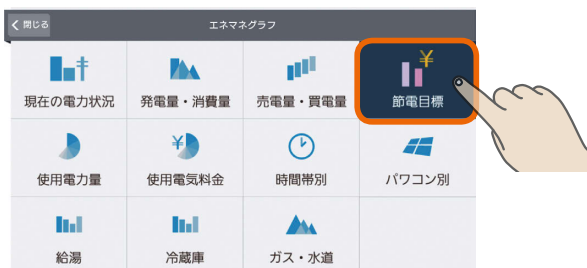 閉じる
エネマネグラフ
現在の電力状況
発電量・消費量
売電量・買電量
¥
節電目標
使用電力量
¥
使用電気料金
時間帯別
パワコン別
給湯
冷蔵庫
ガス・水道